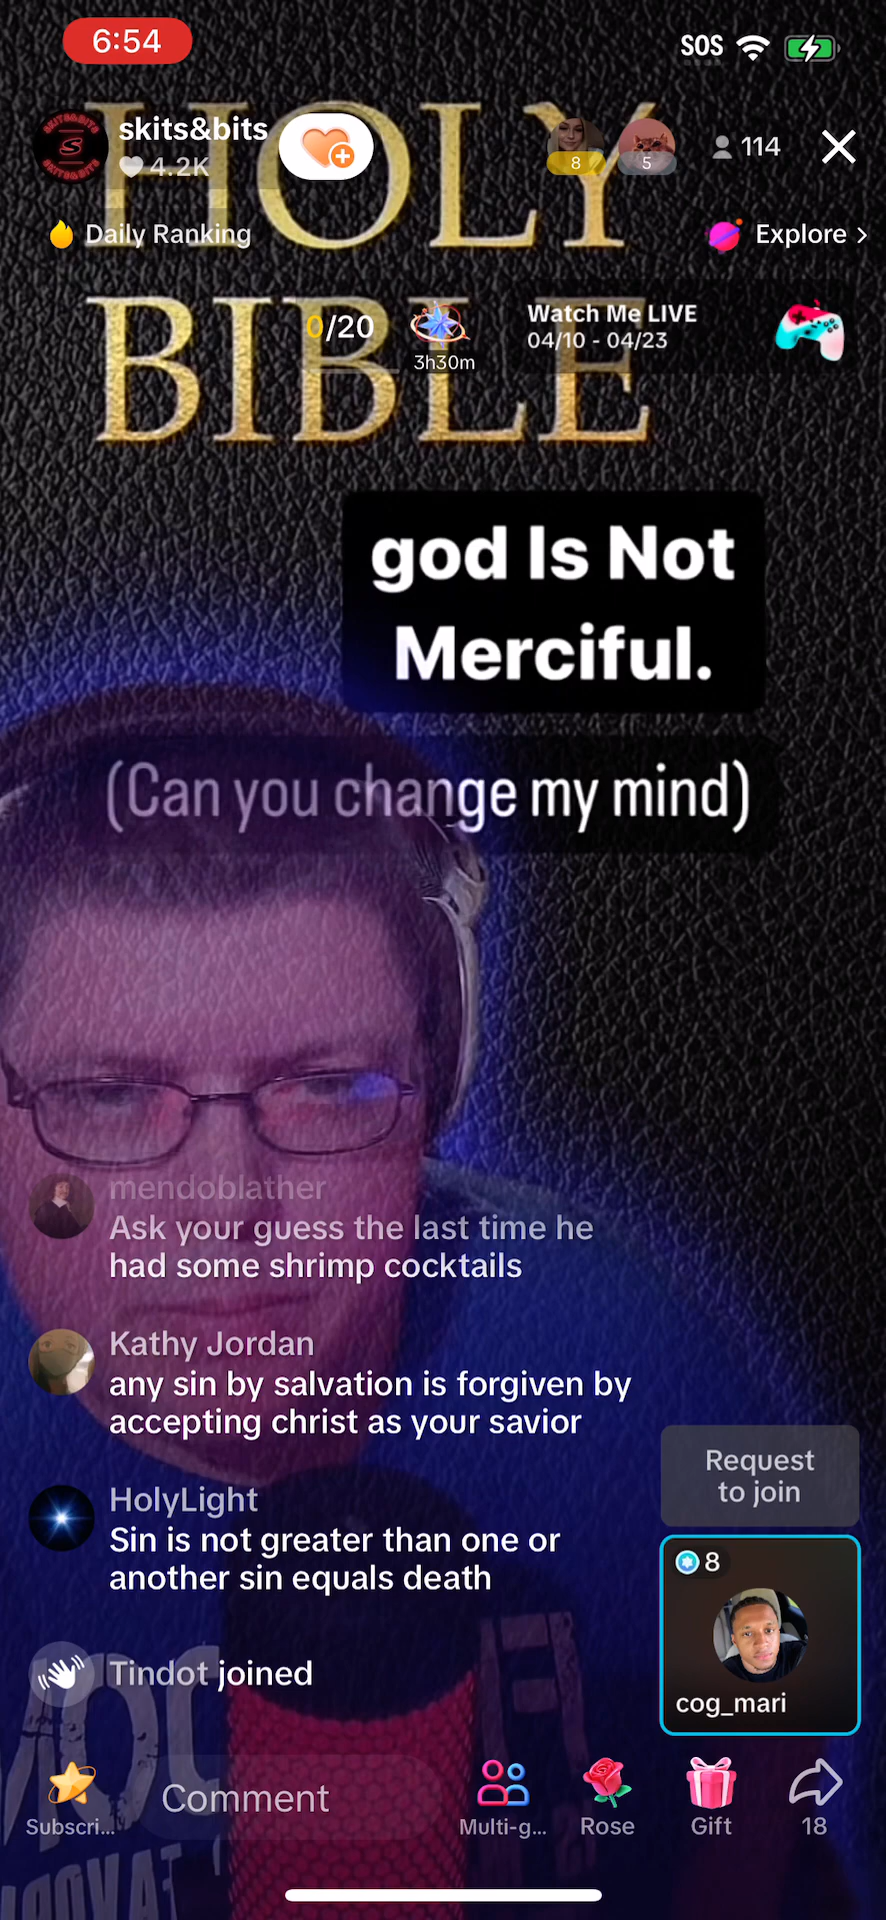 6:54
SOS
HOLY
BIBLE
skits&bits
4.2K
8
5
114
Daily Ranking
Explore >
0/20
3h30m
Watch Me LIVE
04/10 - 04/23
god Is Not
Merciful.
(Can you change my mind)
mendoblather
Ask your guess the last time he
had some shrimp cocktails
Kathy Jordan
any sin by salvation is forgiven by
accepting christ as your savior
HolyLight
Sin is not greater than one or
another sin equals death
Tindot joined
Request
to join
8
cog_mari
Subscri...
Comment
Multi-g...
Rose
Gift
18